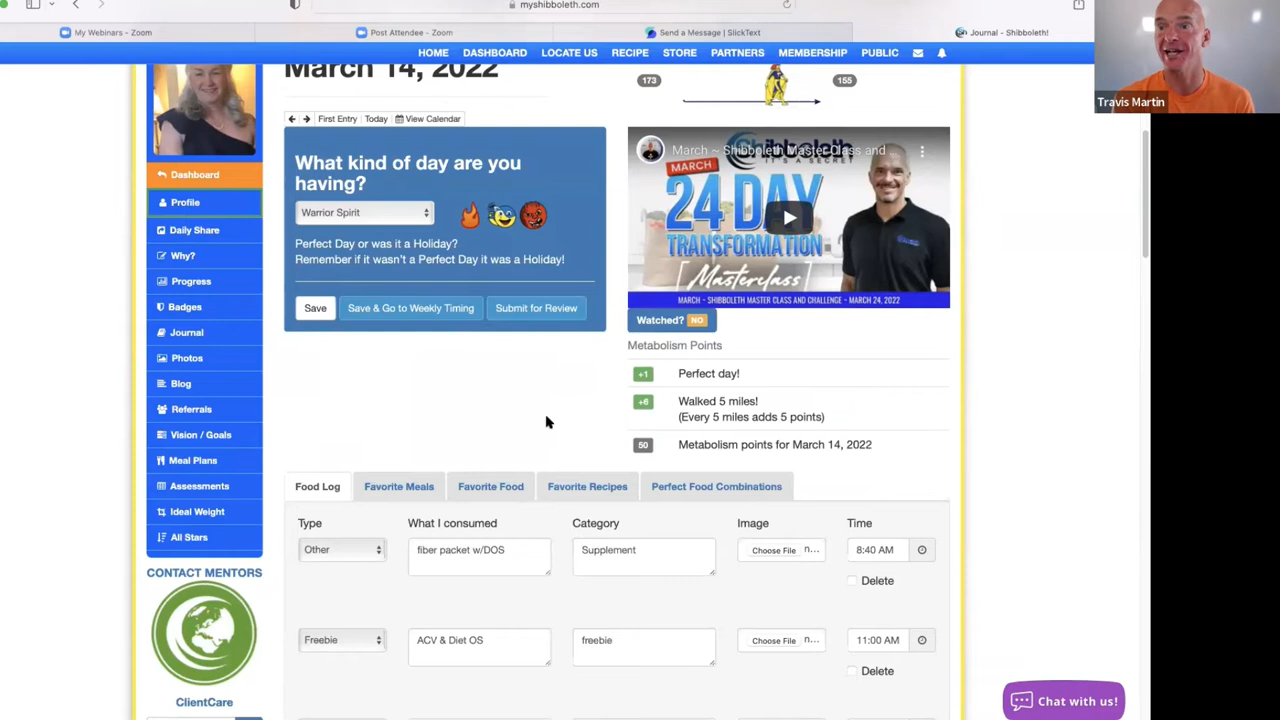 myshibboleth.com
My Webinars - Zoom
Post Attendee - Zoom
Send a Message | SlickText
Journal - Shibboleth!
HOME DASHBOARD LOCATE US RECIPE STORE PARTNERS MEMBERSHIP PUBLIC
Travis Martin
March 14, 2022
173
155
First Entry
Today
View Calendar
What kind of day are you
having?
Warrior Spirit
Perfect Day or was it a Holiday?
Remember if it wasn't a Perfect Day it was a Holiday!
Save
Save & Go to Weekly Timing
Submit for Review
March ~ Shibboleth Master Class and ...
Shibboleth
IT'S A SECRET
MARCH
24 DAY
TRANSFORMATION
Masterclass
MARCH - SHIBBOLETH MASTER CLASS AND CHALLENGE - MARCH 24, 2022
Watched? NO
Metabolism Points
+1 Perfect day!
+6 Walked 5 miles!
(Every 5 miles adds 5 points)
50 Metabolism points for March 14, 2022
Dashboard
Profile
Daily Share
Why?
Progress
Badges
Journal
Photos
Blog
Referrals
Vision / Goals
Meal Plans
Assessments
Ideal Weight
All Stars
CONTACT MENTORS
ClientCare
Food Log
Favorite Meals
Favorite Food
Favorite Recipes
Perfect Food Combinations
Type What I consumed Category Image Time
Other fiber packet w/DOS Supplement Choose File n... 8:40 AM
Delete
Freebie ACV & Diet OS freebie Choose File n... 11:00 AM
Delete
Chat with us!